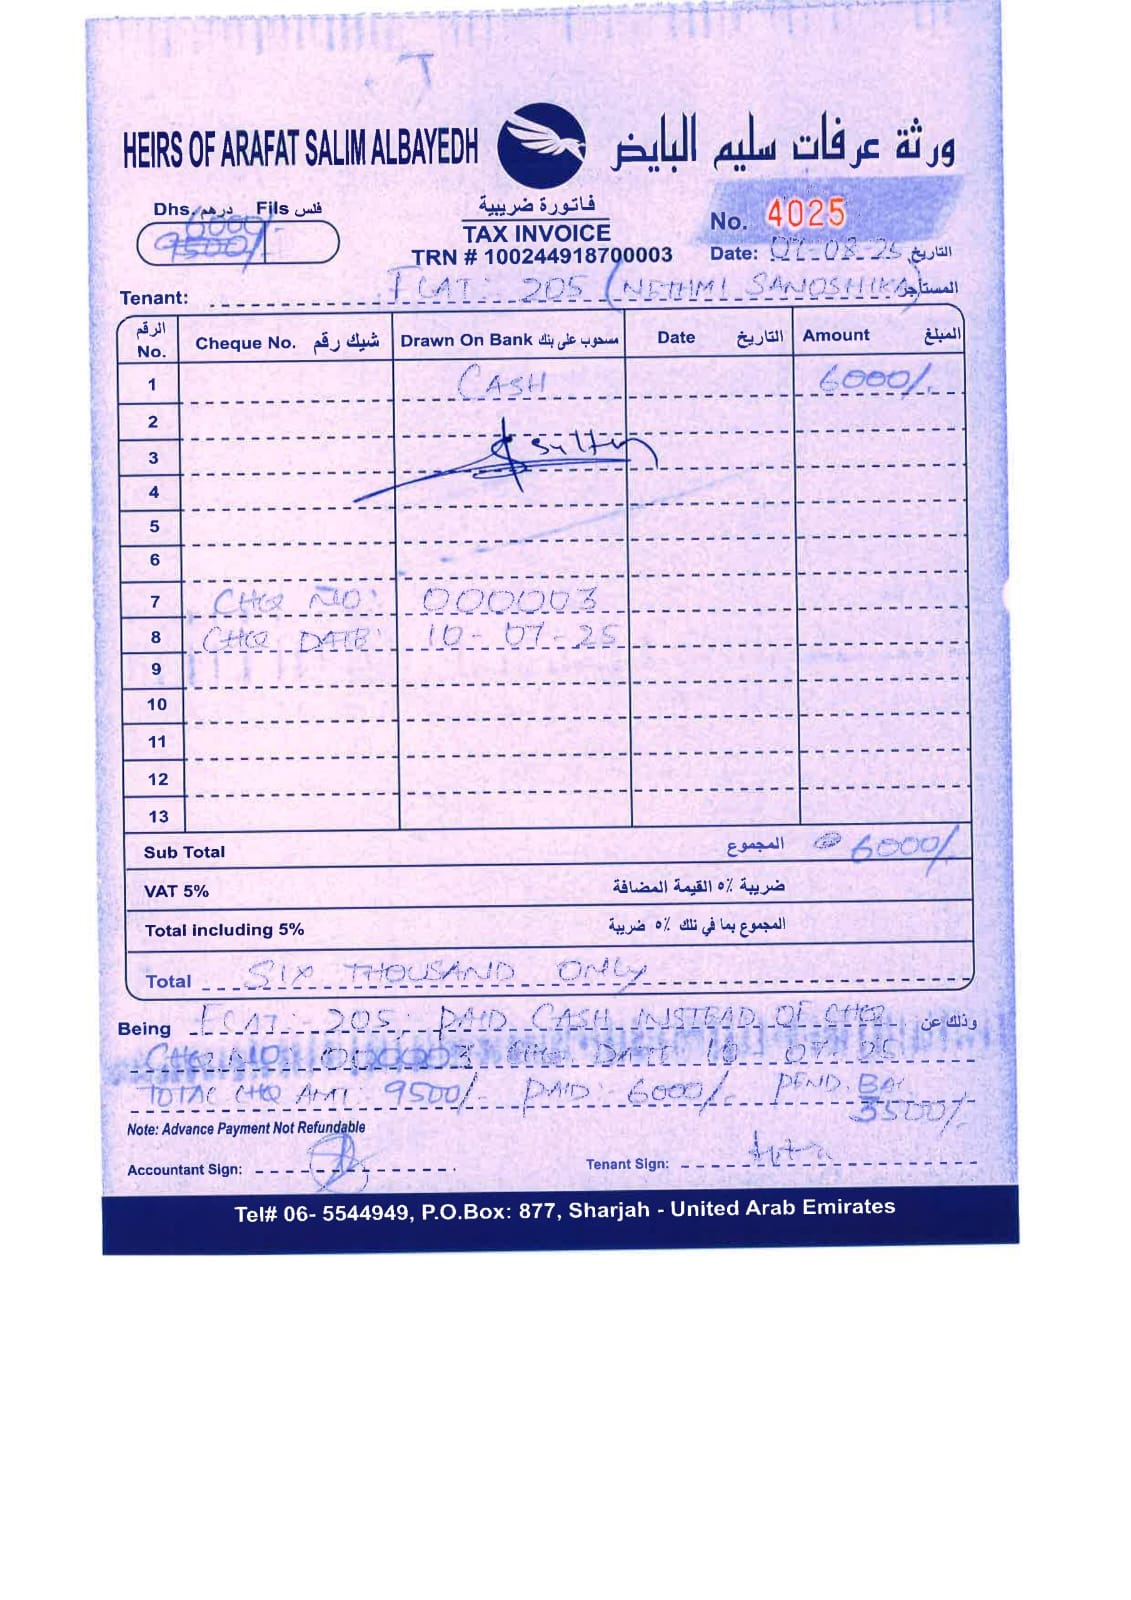 HEIRS OF ARAFAT SALIM ALBAYEDH ورثة عرفات سليم البايض
Dhs. درهم Fils فلس
6000/-
9500/-
فاتورة ضريبية
TAX INVOICE
TRN # 100244918700003
No. 4025
Date: 07-08-25 التاريخ
Tenant: FLAT: 205 (NETHMI SANOSHIKA) المستأجر
الرقم No. Cheque No. شيك رقم Drawn On Bank مسحوب على بنك Date التاريخ Amount المبلغ
1 CASH 6000/-
2
3 Sultan
4
5
6
7 CHQ NO: 000003
8 CHQ DATE: 10-07-25
9
10
11
12
13
Sub Total المجموع 6000/-
VAT 5% ضريبة ٥٪ القيمة المضافة
Total including 5% المجموع بما في تلك ٥٪ ضريبة
Total SIX THOUSAND ONLY
Being FLAT:- 205, PAID CASH INSTEAD OF CHQ وذلك عن
CHQ NO: 000003 CHQ DATE 10 07 25
TOTAL CHQ AMT: 9500/- PAID:- 6000/- PEND. BAL
3500/-
Note: Advance Payment Not Refundable
Accountant Sign:
Tenant Sign:
Tel# 06- 5544949, P.O.Box: 877, Sharjah - United Arab Emirates